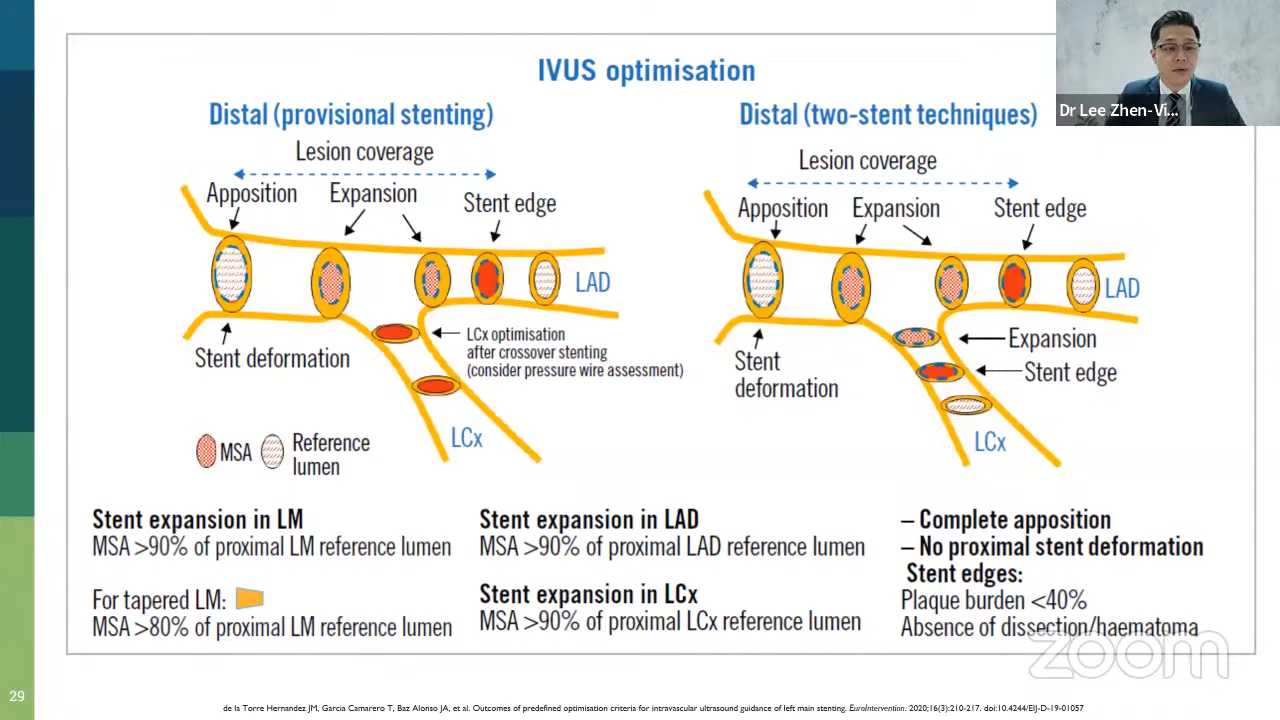 IVUS optimisation
Dr Lee Zhen-Vi...
Distal (provisional stenting)
Lesion coverage
Apposition
Expansion
Stent edge
LAD
Stent deformation
LCx optimisation
after crossover stenting
(consider pressure wire assessment)
LCx
MSA
Reference
lumen
Distal (two-stent techniques)
Lesion coverage
Apposition
Expansion
Stent edge
LAD
Expansion
Stent edge
Stent
deformation
LCx
Stent expansion in LM
MSA >90% of proximal LM reference lumen
For tapered LM:
MSA >80% of proximal LM reference lumen
Stent expansion in LAD
MSA >90% of proximal LAD reference lumen
Stent expansion in LCx
MSA >90% of proximal LCx reference lumen
– Complete apposition
– No proximal stent deformation
Stent edges:
Plaque burden <40%
Absence of dissection/haematoma
zoom
29
de la Torre Hernandez JM, Garcia Camarero T, Baz Alonso JA, et al. Outcomes of predefined optimisation criteria for intravascular ultrasound guidance of left main stenting. EuroIntervention. 2020;16(3):210-217. doi:10.4244/EIJ-D-19-01057